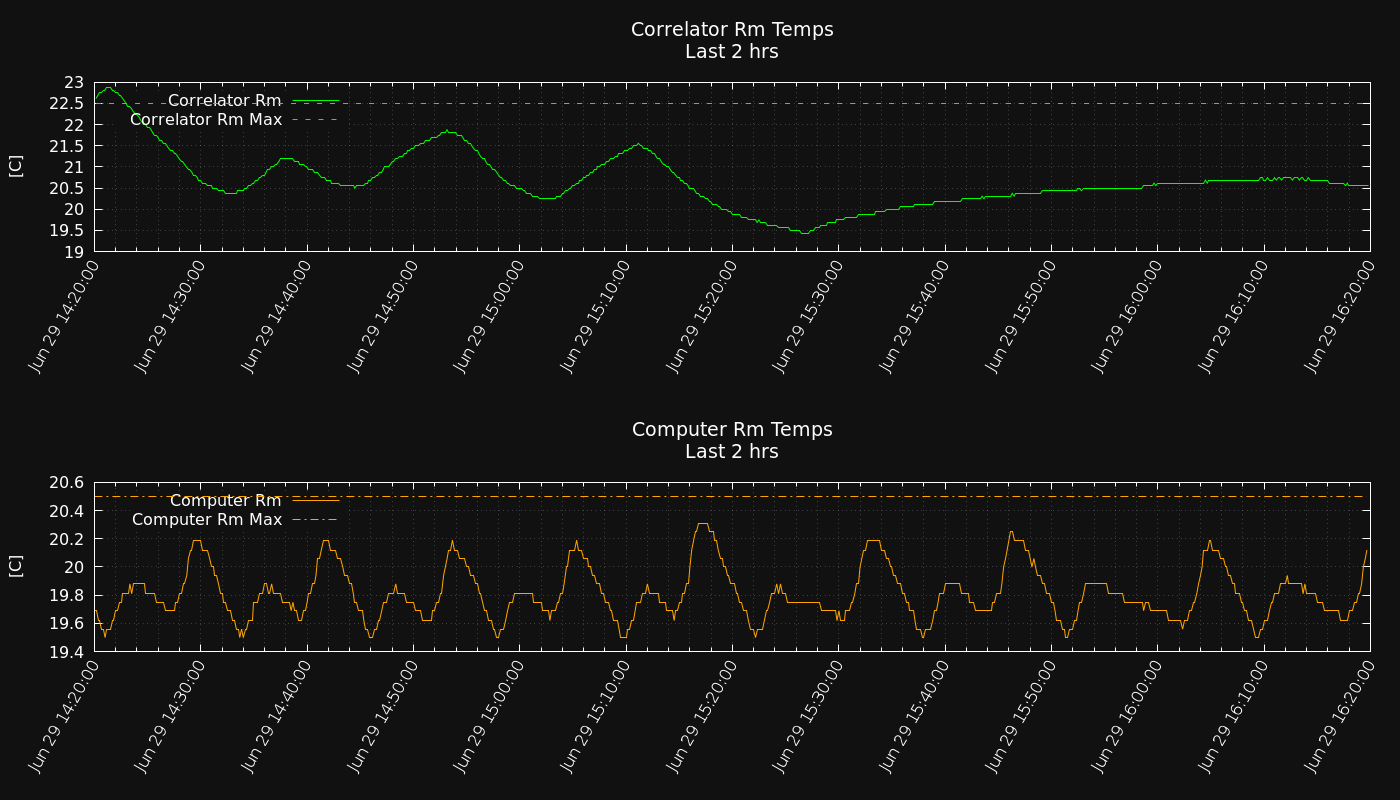 Correlator Rm Temps
Last 2 hrs
[C]
23
22.5
22
21.5
21
20.5
20
19.5
19
Correlator Rm
Correlator Rm Max
Jun 29 14:20:00
Jun 29 14:30:00
Jun 29 14:40:00
Jun 29 14:50:00
Jun 29 15:00:00
Jun 29 15:10:00
Jun 29 15:20:00
Jun 29 15:30:00
Jun 29 15:40:00
Jun 29 15:50:00
Jun 29 16:00:00
Jun 29 16:10:00
Jun 29 16:20:00
Computer Rm Temps
Last 2 hrs
[C]
20.6
20.4
20.2
20
19.8
19.6
19.4
Computer Rm
Computer Rm Max
Jun 29 14:20:00
Jun 29 14:30:00
Jun 29 14:40:00
Jun 29 14:50:00
Jun 29 15:00:00
Jun 29 15:10:00
Jun 29 15:20:00
Jun 29 15:30:00
Jun 29 15:40:00
Jun 29 15:50:00
Jun 29 16:00:00
Jun 29 16:10:00
Jun 29 16:20:00